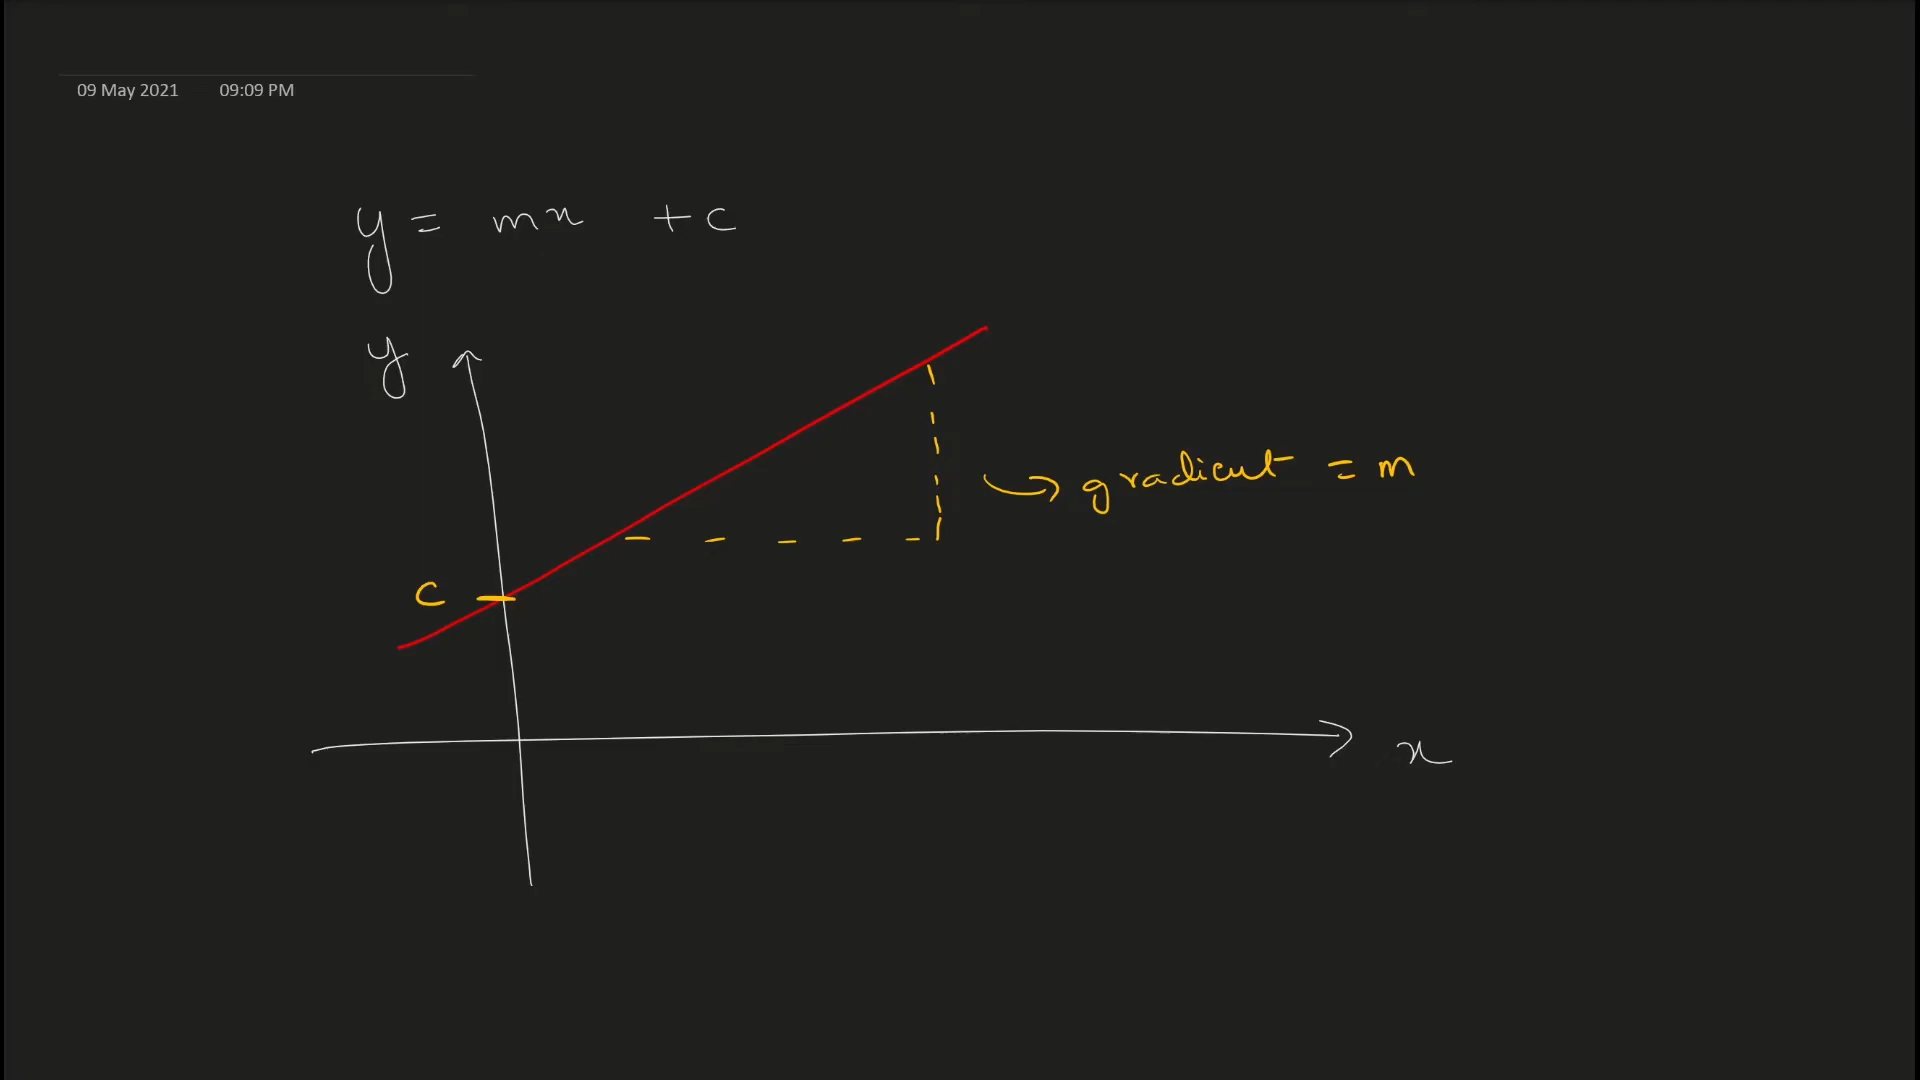 09 May 2021 09:09 PM
y = mx + c
y
gradient = m
c
x